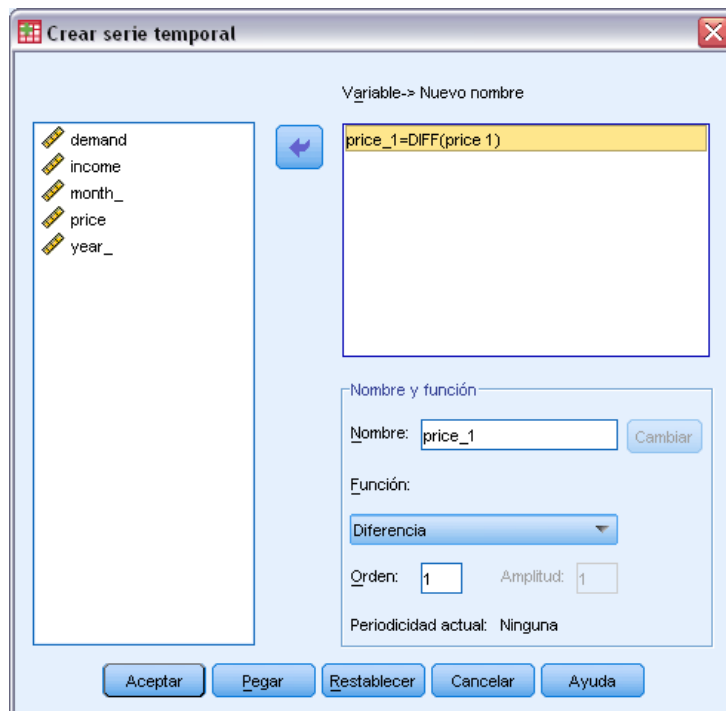 Crear serie temporal
Variable-> Nuevo nombre
demand
income
month_
price
year_
price_1=DIFF(price 1)
Nombre y función
Nombre: price_1 Cambiar
Función:
Diferencia
Orden: 1 Amplitud: 1
Periodicidad actual: Ninguna
Aceptar Pegar Restablecer Cancelar Ayuda